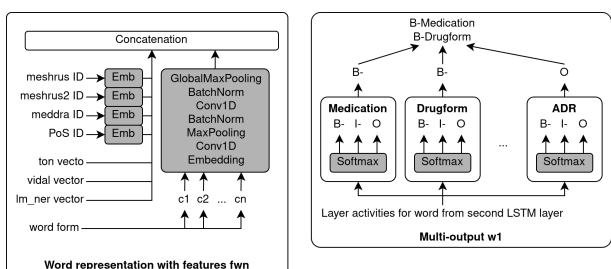 Concatenation
meshrus ID
Emb
meshrus2 ID
Emb
meddra ID
Emb
PoS ID
Emb
ton vecto
vidal vector
lm_ner vector
word form
GlobalMaxPooling
BatchNorm
Conv1D
BatchNorm
MaxPooling
Conv1D
Embedding
c1 c2 ... cn
Word representation with features fwn
B-Medication
B-Drugform
B- B- O
Medication
B- I- O
Softmax
Drugform
B- I- O
Softmax
...
ADR
B- I- O
Softmax
Layer activities for word from second LSTM layer
Multi-output w1